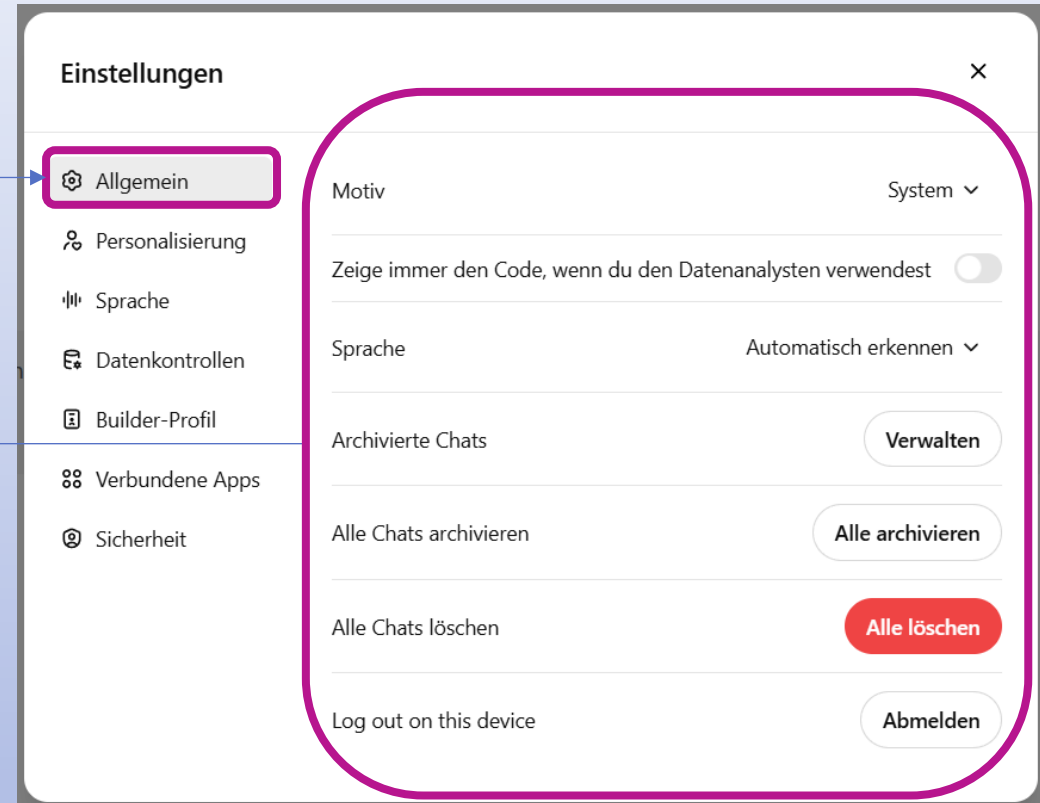 Einstellungen
Allgemein
Personalisierung
Sprache
Datenkontrollen
Builder-Profil
Verbundene Apps
Sicherheit
Motiv System
Zeige immer den Code, wenn du den Datenanalysten verwendest
Sprache Automatisch erkennen
Archivierte Chats Verwalten
Alle Chats archivieren Alle archivieren
Alle Chats löschen Alle löschen
Log out on this device Abmelden